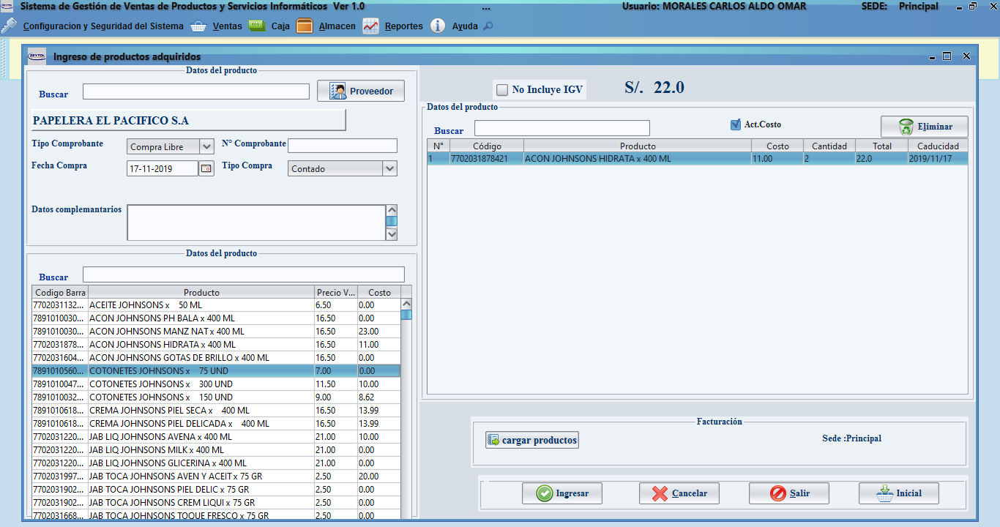 Sistema de Gestión de Ventas de Productos y Servicios Informáticos Ver 1.0 ... Usuario: MORALES CARLOS ALDO OMAR SEDE: Principal
Configuracion y Seguridad del Sistema Ventas Caja Almacen Reportes Ayuda
Ingreso de productos adquiridos
Datos del producto
Buscar Proveedor
PAPELERA EL PACIFICO S.A
Tipo Comprobante Compra Libre N° Comprobante
Fecha Compra 17-11-2019 Tipo Compra Contado
Datos complemantarios
Datos del producto
Buscar
Codigo Barra Producto Precio V... Costo
7702031132... ACEITE JOHNSONS x 50 ML 6.50 0.00
7891010030... ACON JOHNSONS PH BALA x 400 ML 16.50 0.00
7891010030... ACON JOHNSONS MANZ NAT x 400 ML 16.50 23.00
7702031878... ACON JOHNSONS HIDRATA x 400 ML 16.50 11.00
7702031604... ACON JOHNSONS GOTAS DE BRILLO x 400 ML 16.50 0.00
7891010560... COTONETES JOHNSONS x 75 UND 7.00 0.00
7891010047... COTONETES JOHNSONS x 300 UND 11.50 10.00
7891010032... COTONETES JOHNSONS x 150 UND 9.00 8.62
7891010618... CREMA JOHNSONS PIEL SECA x 400 ML 16.50 13.99
7891010618... CREMA JOHNSONS PIEL DELICADA x 400 ML 16.50 13.99
7702031220... JAB LIQ JOHNSONS AVENA x 400 ML 21.00 10.00
7702031220... JAB LIQ JOHNSONS MILK x 400 ML 21.00 0.00
7702031220... JAB LIQ JOHNSONS GLICERINA x 400 ML 21.00 0.00
7702031997... JAB TOCA JOHNSONS AVEN Y ACEIT x 75 GR 2.50 20.00
7702031902... JAB TOCA JOHNSONS PIEL DELIC x 75 GR 2.50 0.00
7702031902... JAB TOCA JOHNSONS CREM LIQUI x 75 GR 2.50 0.00
7702031668... JAB TOCA JOHNSONS TOQUE FRESCO x 75 GR 2.50 0.00
No Incluye IGV S/. 22.0
Datos del producto
Buscar Act.Costo Eliminar
N° Código Producto Costo Cantidad Total Caducidad
1 7702031878421 ACON JOHNSONS HIDRATA x 400 ML 11.00 2 22.0 2019/11/17
Facturación
cargar productos Sede :Principal
Ingresar Cancelar Salir Inicial